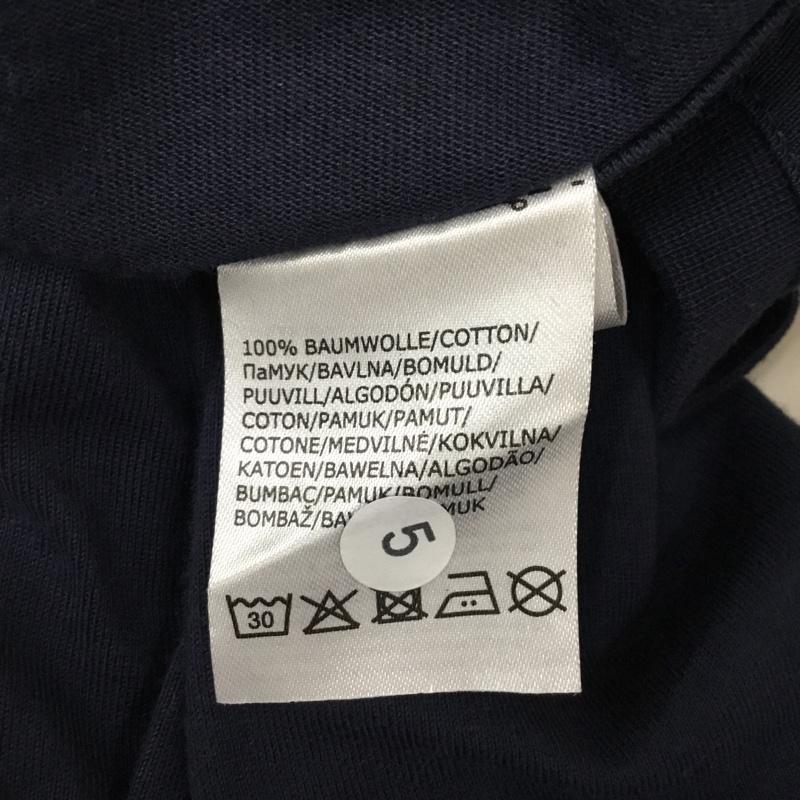 100% BAUMWOLLE/COTTON/
ПаМУК/BAVLNA/BOMULD/
PUUVILL/ALGODÓN/PUUVILLA/
COTON/PAMUK/PAMUT/
COTONE/MEDVILNĖ/KOKVILNA/
KATOEN/BAWELNA/ALGODÃO/
BUMBAC/PAMUK/BOMULL/
BOMBAŽ/
5
30